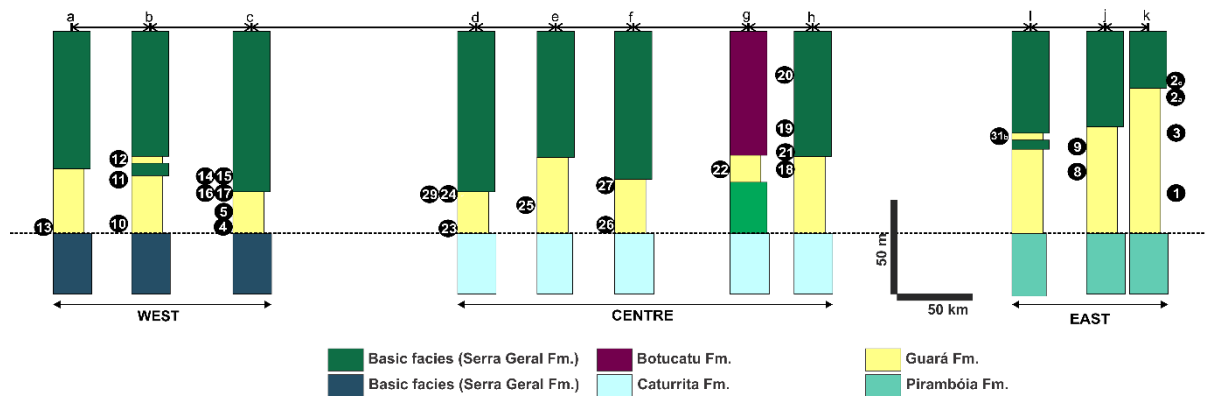 a b c d e f g h I j k
20 2c
2a
19 31b 3
12 14 15 21 9
11 16 17 29 24 27 22 18 8
5 25 1
13 10 4 23 26
50 m
50 km
WEST CENTRE EAST
Basic facies (Serra Geral Fm.) Botucatu Fm. Guará Fm.
Basic facies (Serra Geral Fm.) Caturrita Fm. Pirambóia Fm.